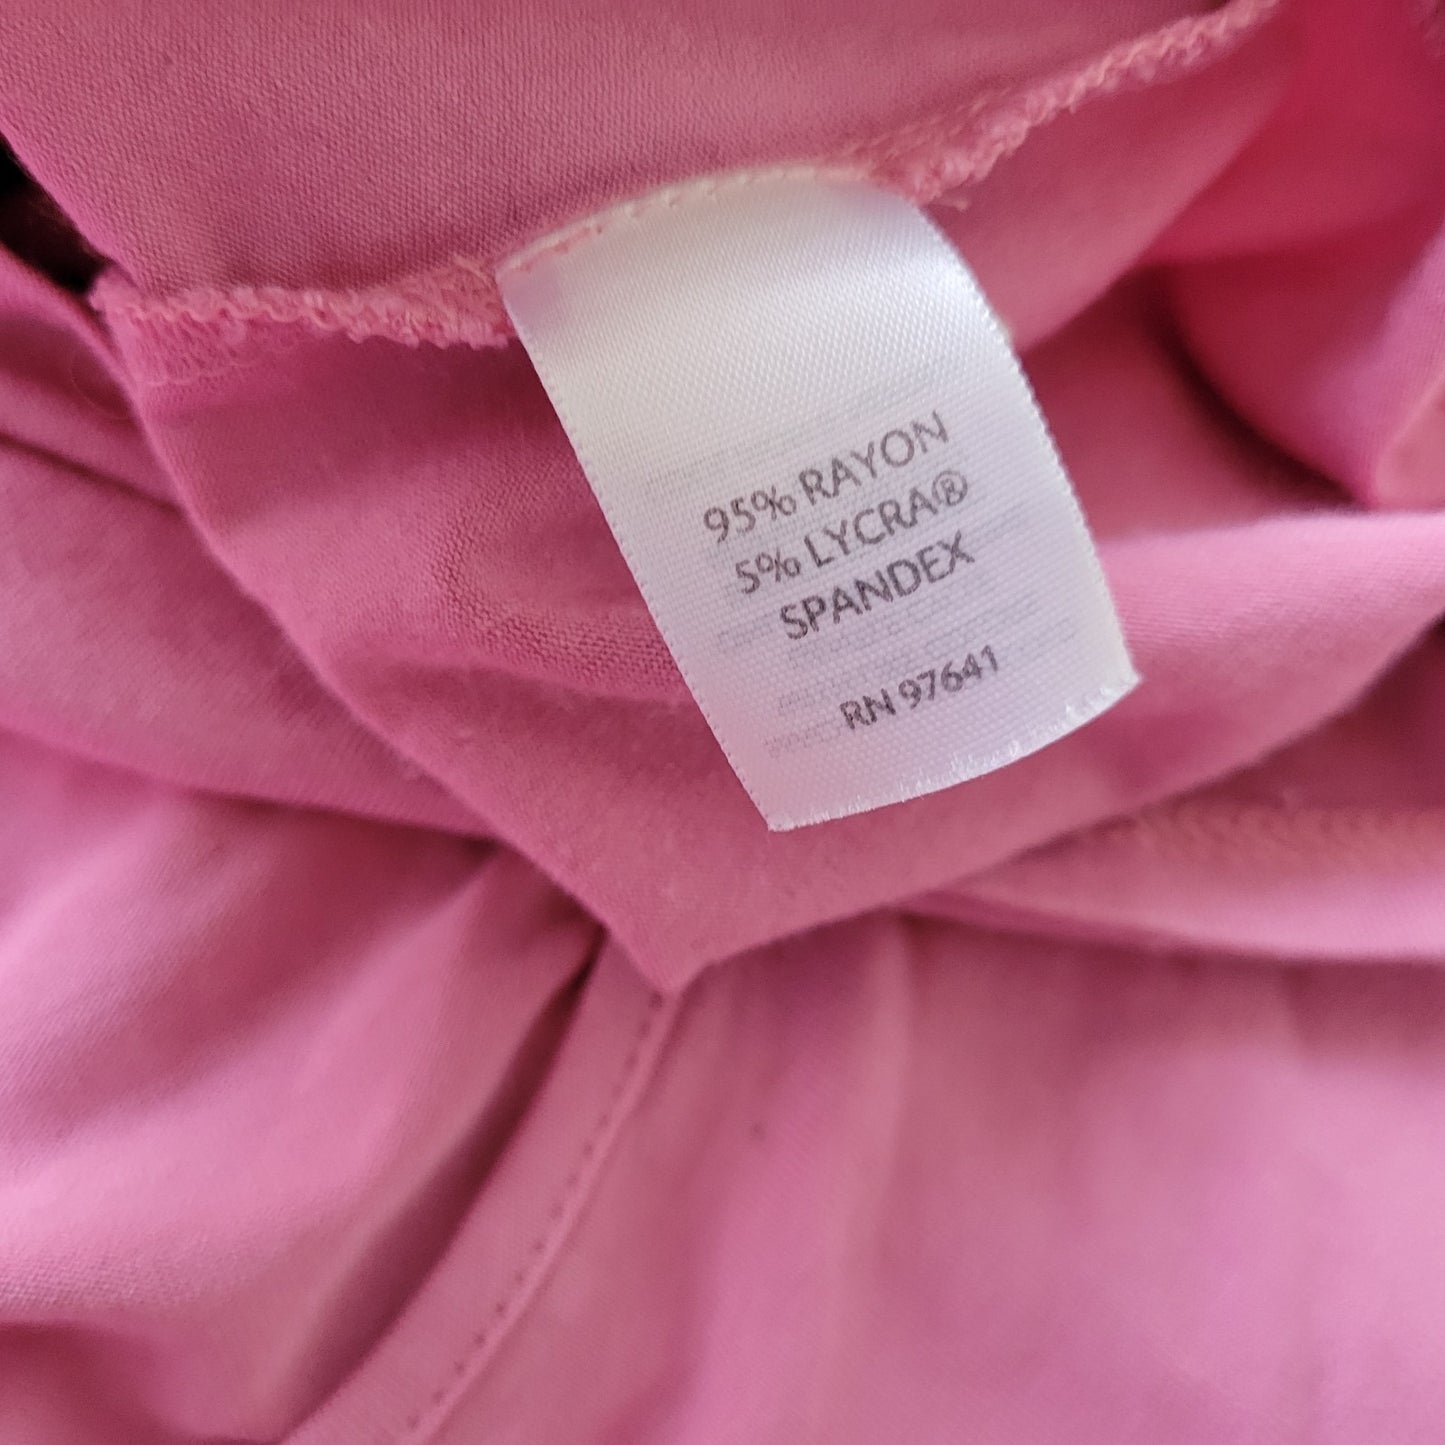 95% RAYON
5% LYCRA®
SPANDEX
RN 97641